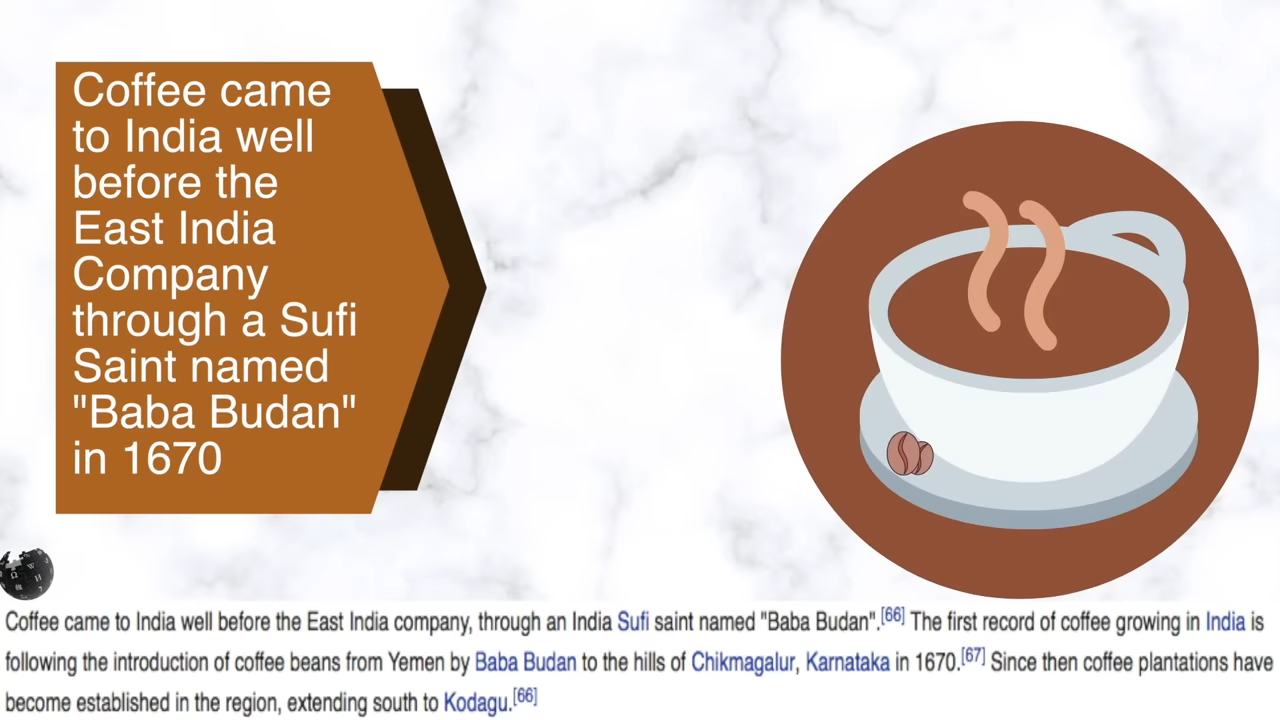 Coffee came
to India well
before the
East India
Company
through a Sufi
Saint named
"Baba Budan"
in 1670
Coffee came to India well before the East India company, through an India Sufi saint named "Baba Budan".[66] The first record of coffee growing in India is
following the introduction of coffee beans from Yemen by Baba Budan to the hills of Chikmagalur, Karnataka in 1670.[67] Since then coffee plantations have
become established in the region, extending south to Kodagu.[66]